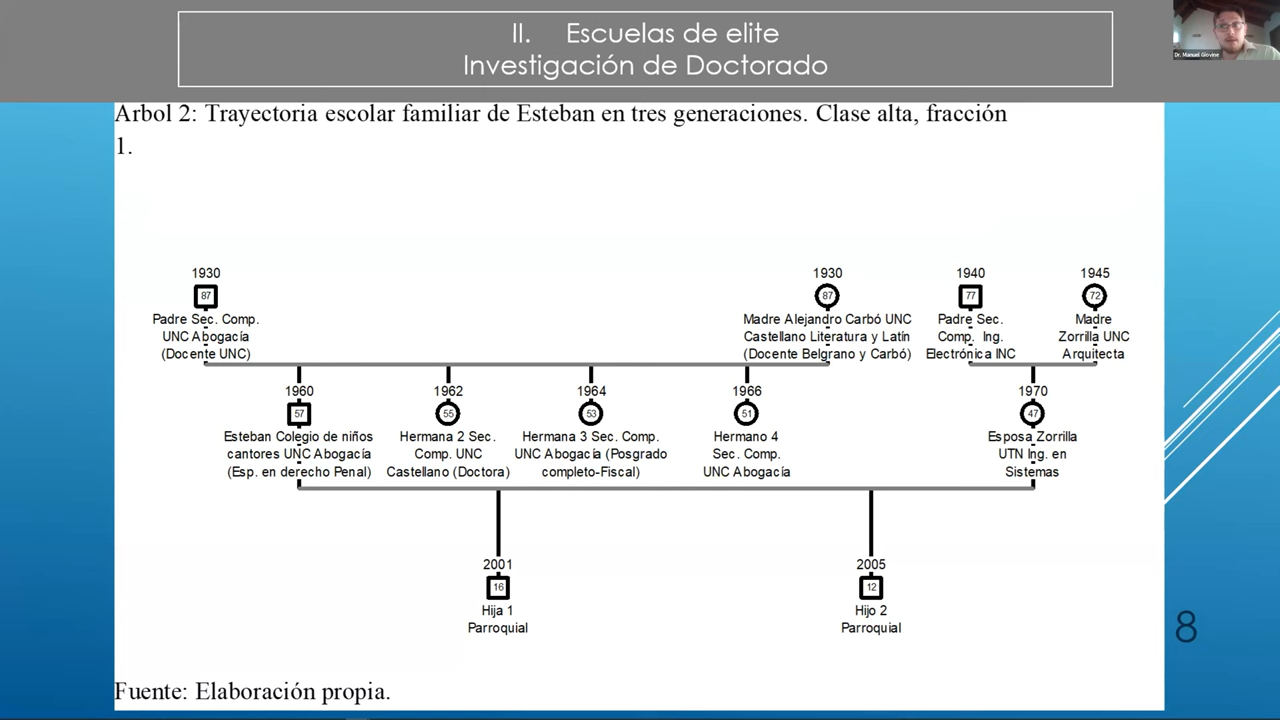 II. Escuelas de elite
Investigación de Doctorado
Dr. Manuel Giovine
Arbol 2: Trayectoria escolar familiar de Esteban en tres generaciones. Clase alta, fracción
1.
1930
87
Padre Sec. Comp.
UNC Abogacía
(Docente UNC)
1930
87
Madre Alejandro Carbó UNC
Castellano Literatura y Latín
(Docente Belgrano y Carbó)
1940
77
Padre Sec.
Comp. Ing.
Electrónica INC
1945
72
Madre
Zorrilla UNC
Arquitecta
1960
57
Esteban Colegio de niños
cantores UNC Abogacía
(Esp. en derecho Penal)
1962
55
Hermana 2 Sec.
Comp. UNC
Castellano (Doctora)
1964
53
Hermana 3 Sec. Comp.
UNC Abogacía (Posgrado
completo-Fiscal)
1966
51
Hermano 4
Sec. Comp.
UNC Abogacía
1970
47
Esposa Zorrilla
UTN Ing. en
Sistemas
2001
16
Hija 1
Parroquial
2005
12
Hijo 2
Parroquial
8
Fuente: Elaboración propia.